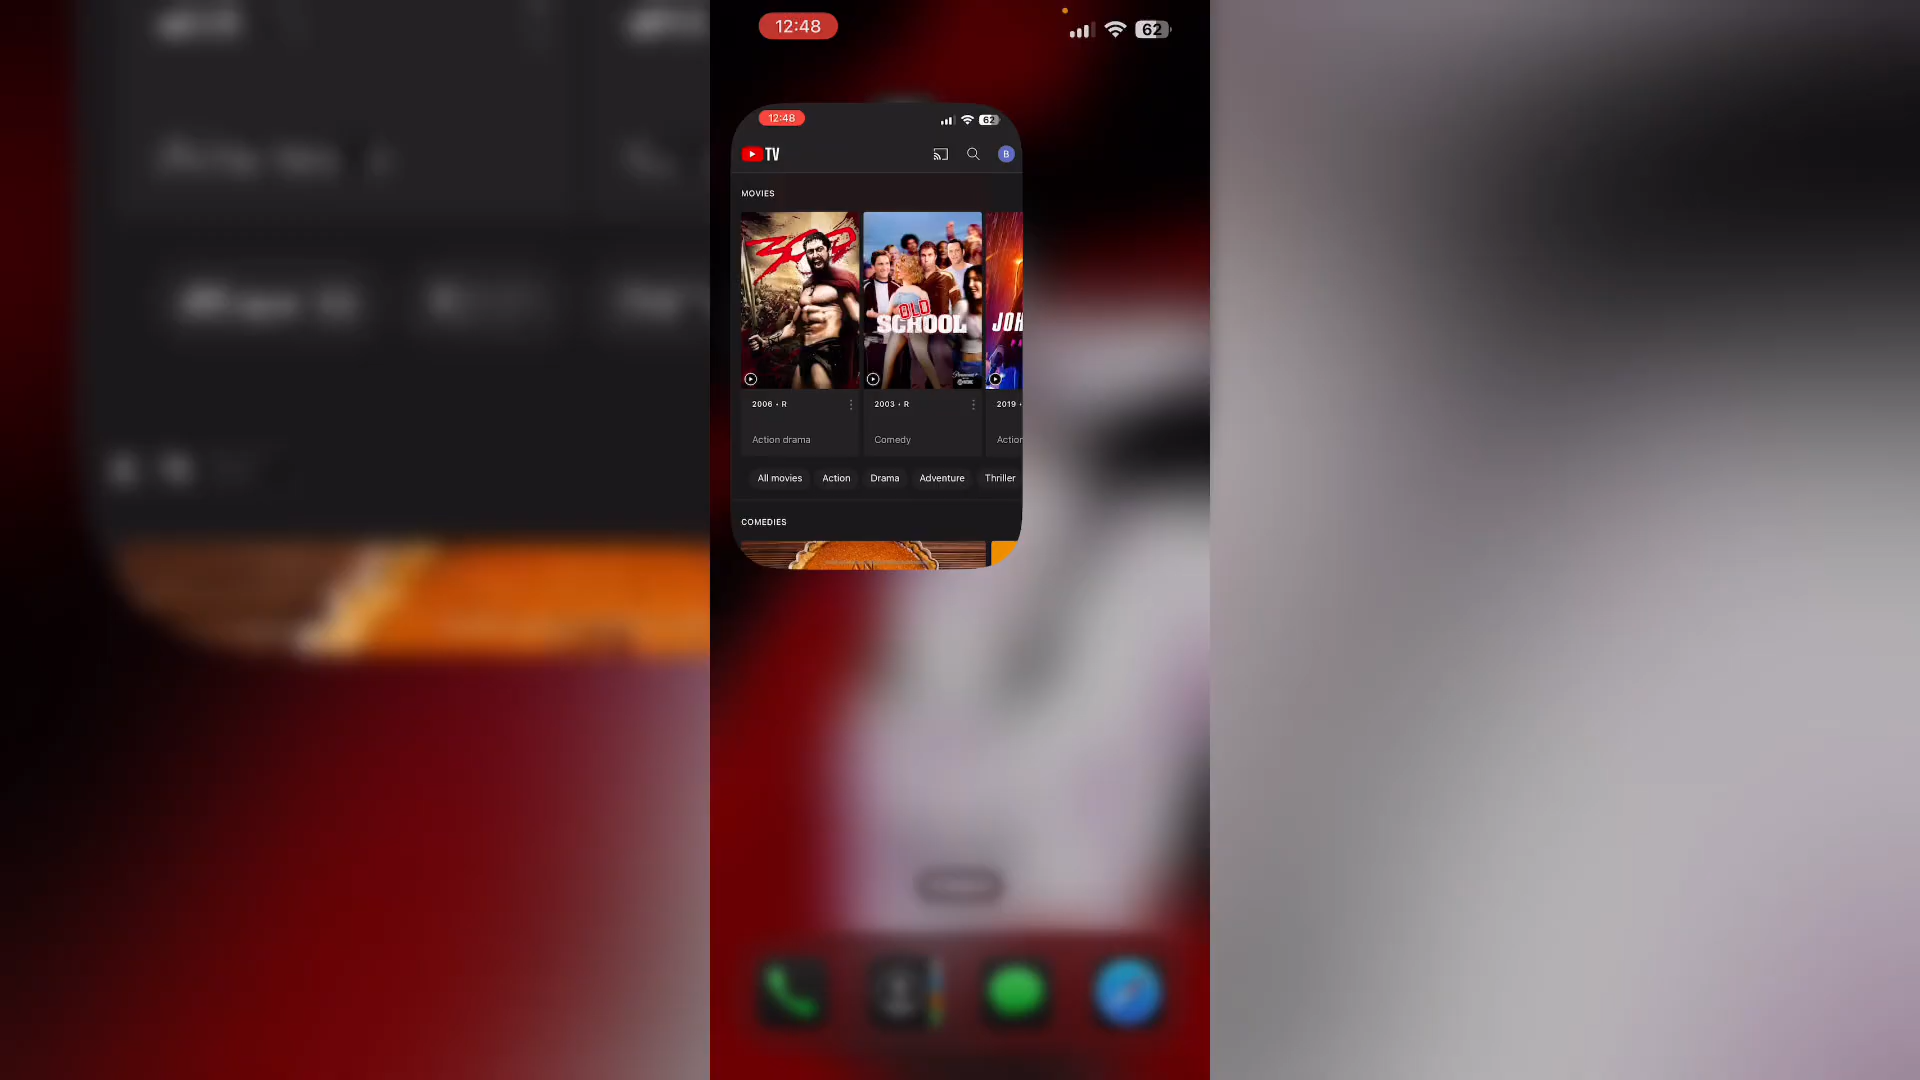 12:48
62
12:48
62
TV
MOVIES
300
OLD
SCHOOL
JOH
2006 • R
2003 • R
2019 •
Action drama
Comedy
Action
All movies
Action
Drama
Adventure
Thriller
COMEDIES
AN